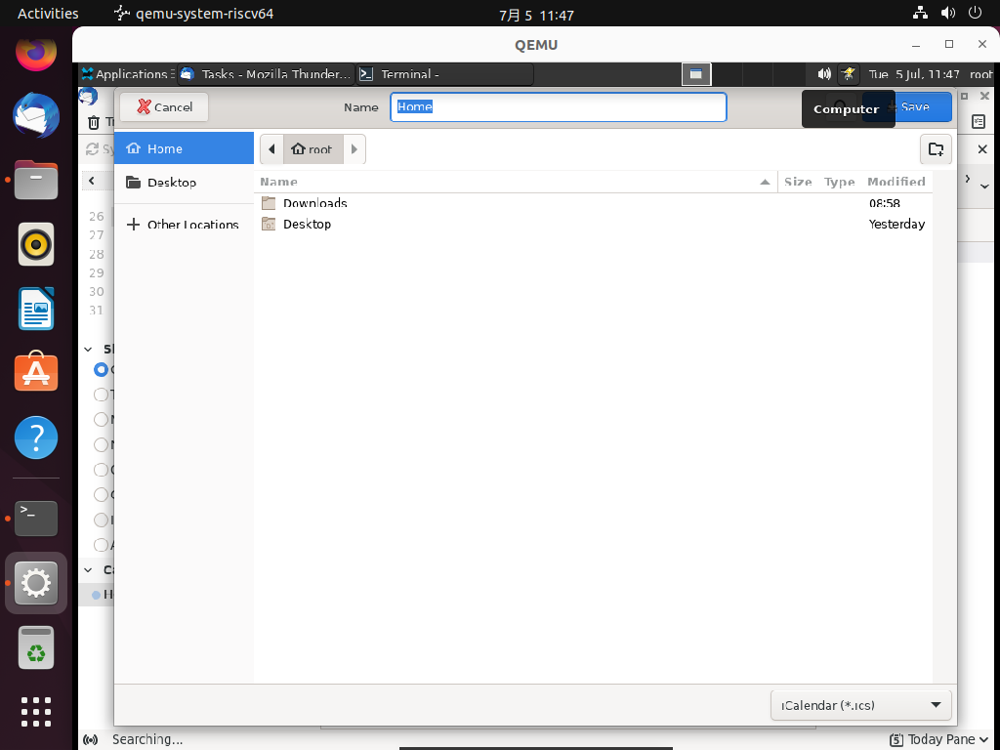 Activities
qemu-system-riscv64
7月 5 11:47
QEMU
Applications
Tasks - Mozilla Thunder...
Terminal -
Tue 5 Jul, 11:47
root
Cancel
Name
Home
Computer
Save
Home
root
Desktop
Other Locations
Name
Size
Type
Modified
Downloads
08:58
Desktop
Yesterday
26
27
28
29
30
31
iCalendar (*.ics)
Searching...
Today Pane